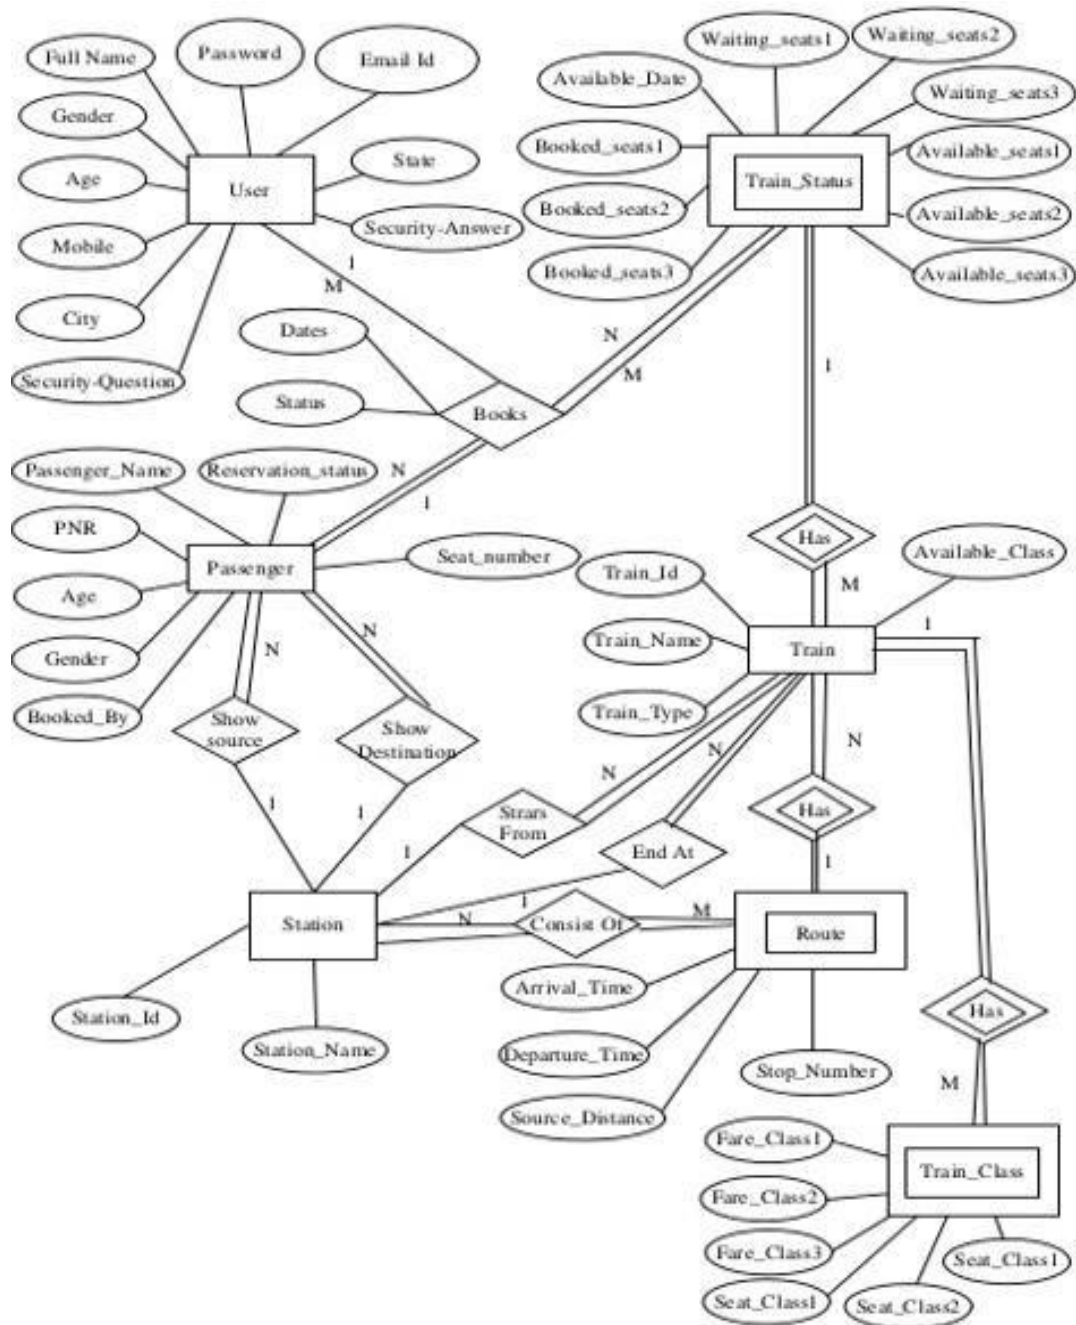 Full Name
Password
Email Id
Gender
Age
Mobile
City
Security-Question
User
State
Security-Answer
Waiting_seats1
Waiting_seats2
Available_Date
Waiting_seats3
Booked_seats1
Available_seats1
Train_Status
Booked_seats2
Available_seats2
Booked_seats3
Available_seats3
1
M
Dates
Status
Books
N
M
1
N
1
Passenger_Name
Reservation_status
PNR
Passenger
Seat_number
Age
Gender
Booked_By
N
N
Show
source
Show
Destination
1
1
Has
M
Available_Class
Train_Id
Train_Name
Train
1
Train_Type
N
N
N
Strars
From
1
End At
1
Has
1
Station
N
Consist Of
M
Route
Station_Id
Station_Name
Arrival_Time
Departure_Time
Source_Distance
Stop_Number
Has
M
Fare_Class1
Fare_Class2
Fare_Class3
Train_Class
Seat_Class1
Seat_Class2
Seat_Class1